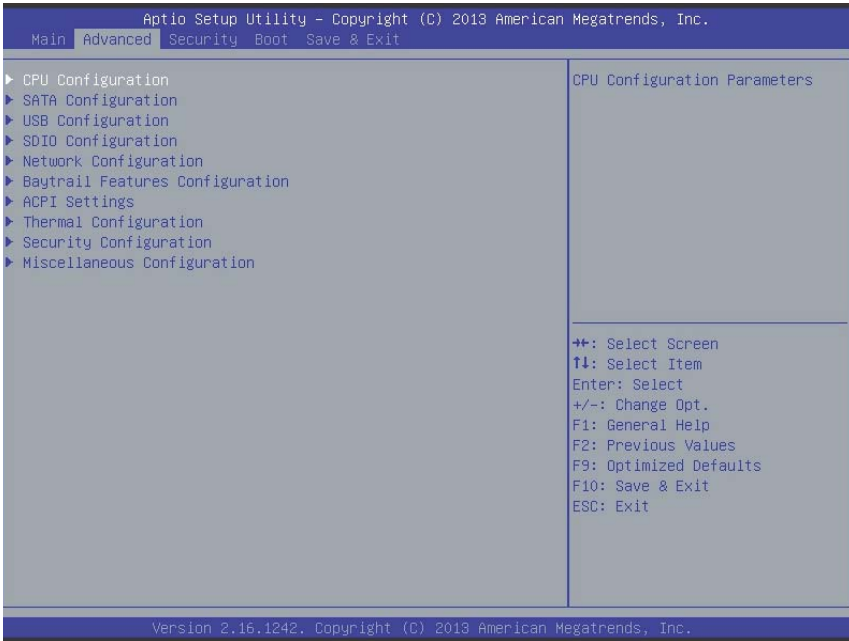 Aptio Setup Utility – Copyright (C) 2013 American Megatrends, Inc.
Main Advanced Security Boot Save & Exit
CPU Configuration
SATA Configuration
USB Configuration
SDIO Configuration
Network Configuration
Baytrail Features Configuration
ACPI Settings
Thermal Configuration
Security Configuration
Miscellaneous Configuration
CPU Configuration Parameters
→←: Select Screen
↑↓: Select Item
Enter: Select
+/-: Change Opt.
F1: General Help
F2: Previous Values
F9: Optimized Defaults
F10: Save & Exit
ESC: Exit
Version 2.16.1242. Copyright (C) 2013 American Megatrends, Inc.